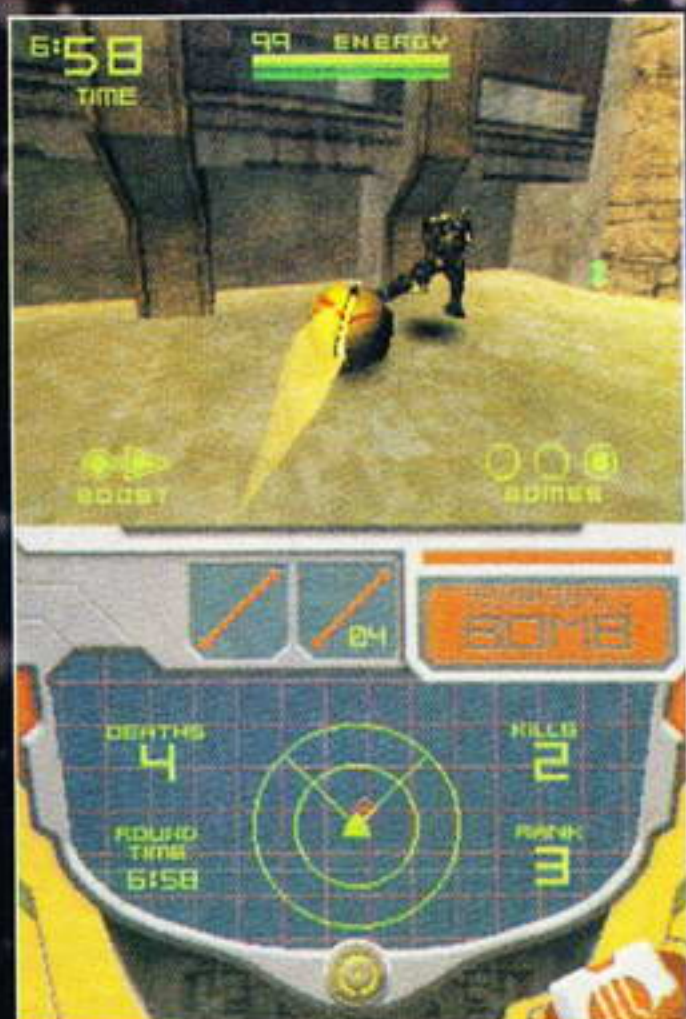 6:58 99 ENERGY
TIME
BOOST BOMBS
04
BOMB
DEATHS KILLS
4 2
ROUND RANK
TIME 3
6:58